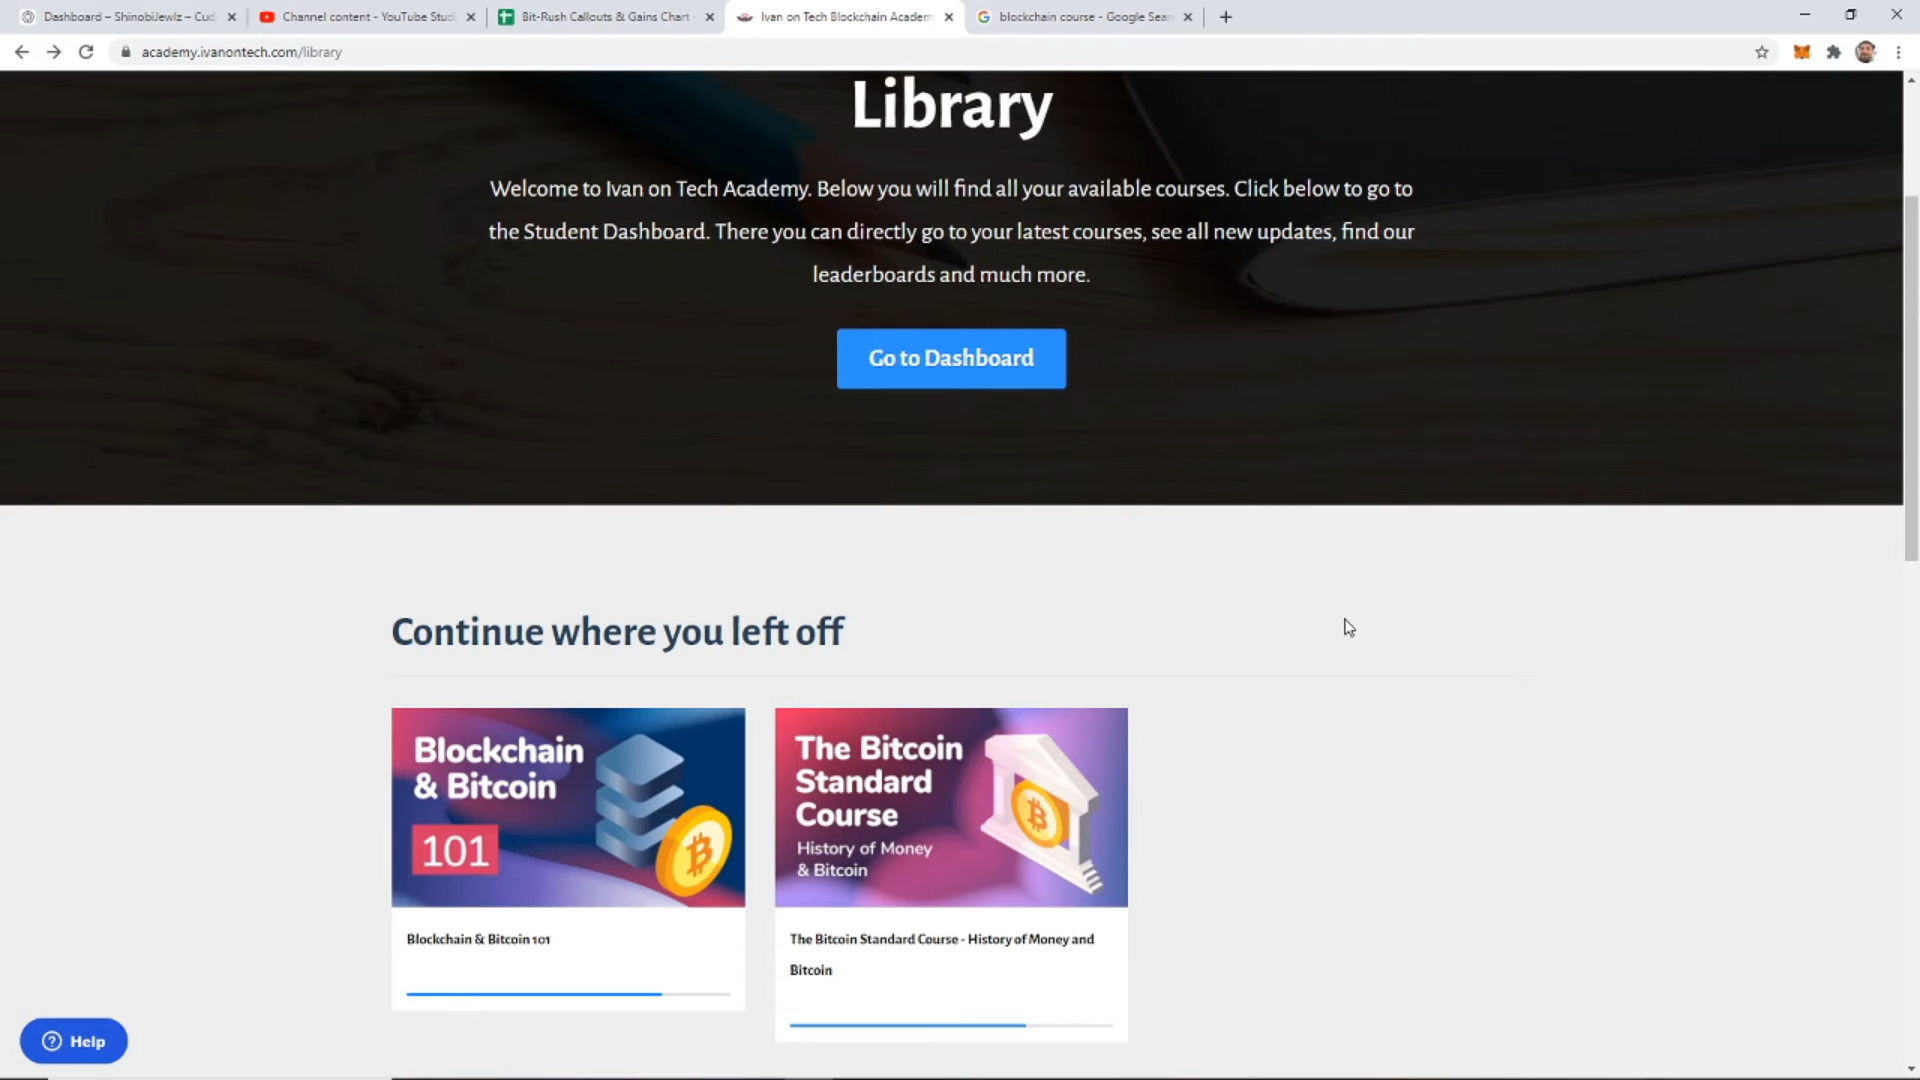 Dashboard – ShinobiJewlz – Cud
Channel content - YouTube Stud
Bit-Rush Callouts & Gains Chart -
Ivan on Tech Blockchain Academy
blockchain course - Google Sear
academy.ivanontech.com/library
Library
Welcome to Ivan on Tech Academy. Below you will find all your available courses. Click below to go to
the Student Dashboard. There you can directly go to your latest courses, see all new updates, find our
leaderboards and much more.
Go to Dashboard
Continue where you left off
Blockchain
& Bitcoin
101
The Bitcoin
Standard
Course
History of Money
& Bitcoin
Blockchain & Bitcoin 101
The Bitcoin Standard Course - History of Money and
Bitcoin
Help